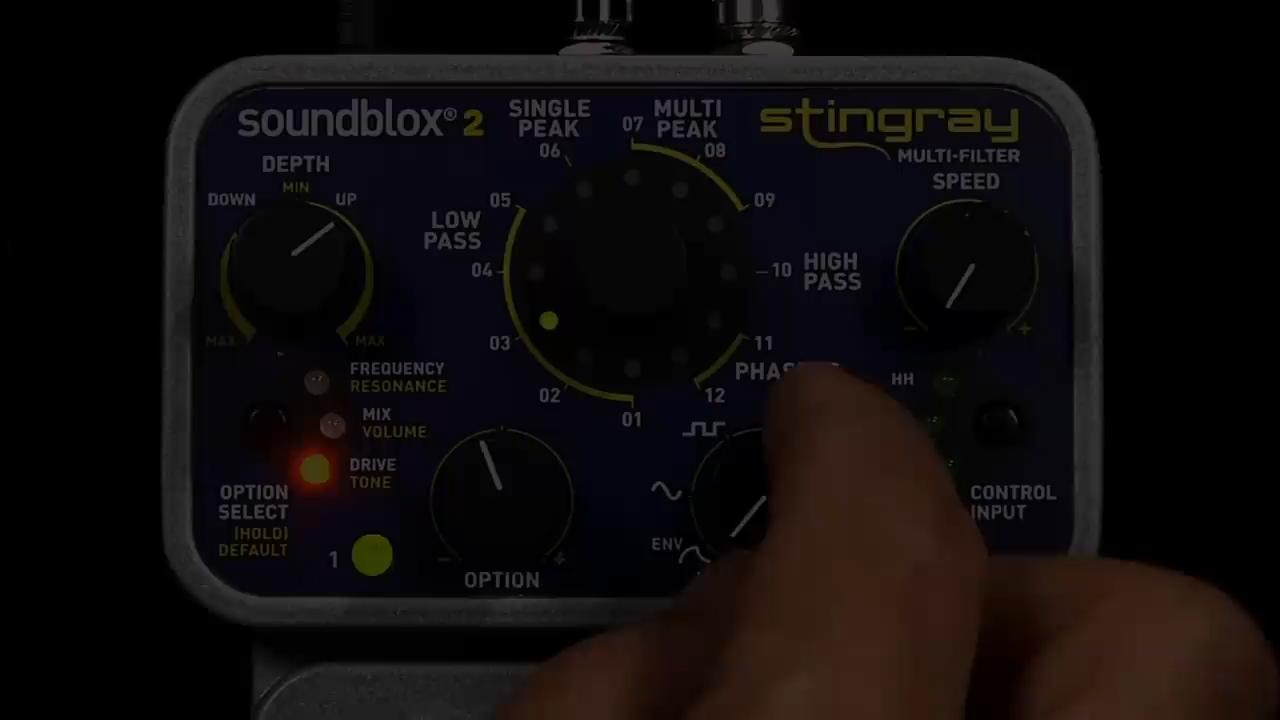 soundblox® 2
SINGLE
PEAK
MULTI
PEAK
stingray
MULTI-FILTER
DEPTH
DOWN
MIN
UP
MAX
MAX
LOW
PASS
HIGH
PASS
SPEED
- +
01
02
03
04
05
06
07
08
09
10
11
12
FREQUENCY
RESONANCE
MIX
VOLUME
DRIVE
TONE
OPTION
SELECT
(HOLD)
DEFAULT
1
- +
OPTION
ENV
HH
CONTROL
INPUT